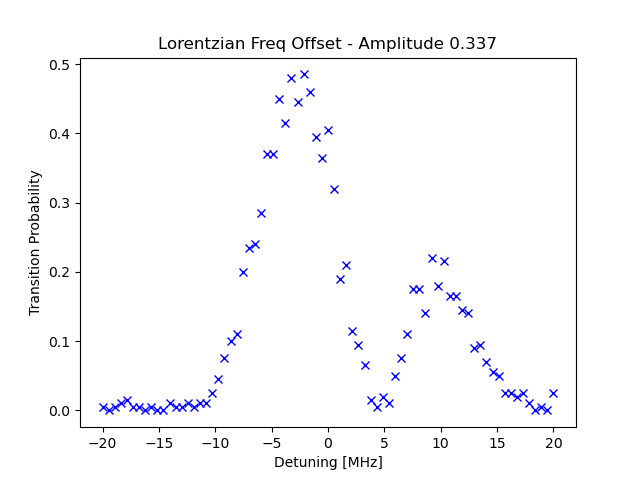 Lorentzian Freq Offset - Amplitude 0.337
Transition Probability
0.5
0.4
0.3
0.2
0.1
0.0
−20 −15 −10 −5 0 5 10 15 20
Detuning [MHz]